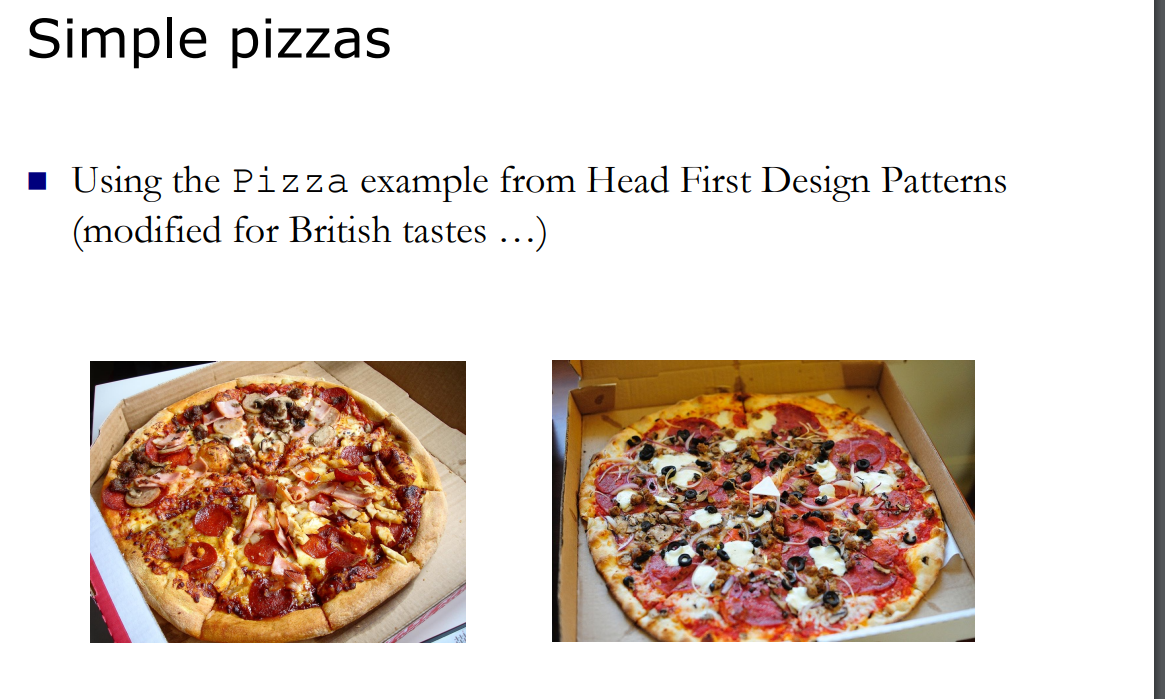 Simple pizzas
Using the Pizza example from Head First Design Patterns
(modified for British tastes …)